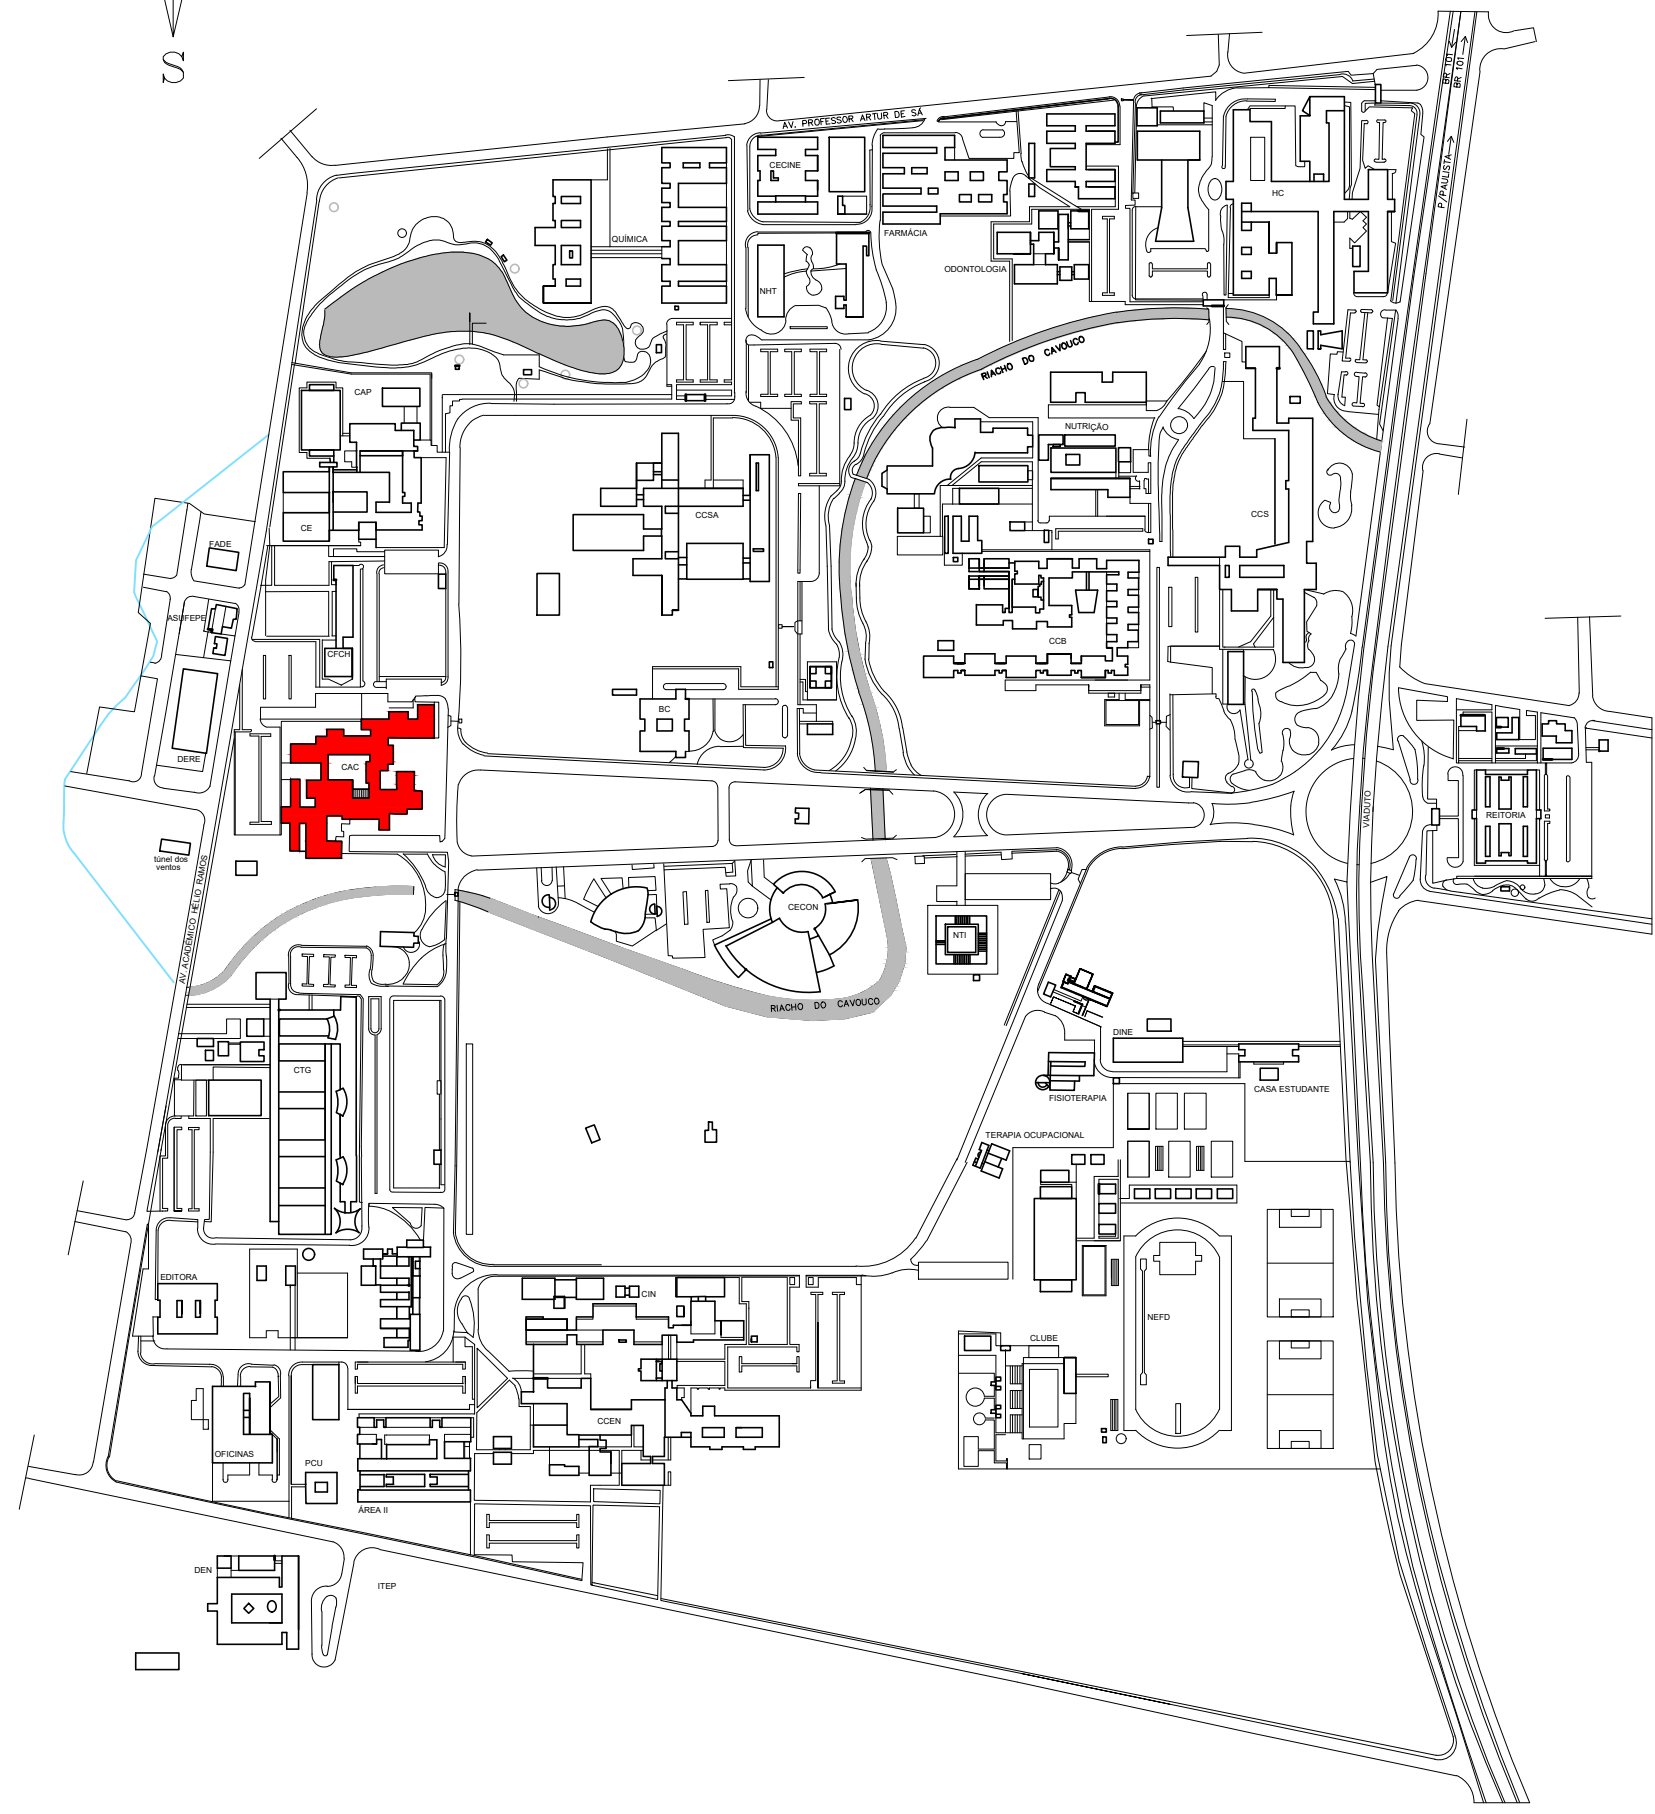 S
BR 101
BR 101
P/PAULISTA
AV. PROFESSOR ARTUR DE SÁ
CECINE
HC
QUÍMICA
FARMÁCIA
ODONTOLOGIA
NHT
RIACHO DO CAVOUCO
CAP
NUTRIÇÃO
CCSA
CCS
CE
FADE
ASUFEPE
CFCH
CCB
BC
DERE
CAC
VIADUTO
REITORIA
túnel dos
ventos
AV. ACADÊMICO HÉLIO RAMOS
CECON
NTI
RIACHO DO CAVOUCO
DINE
CTG
CASA ESTUDANTE
FISIOTERAPIA
TERAPIA OCUPACIONAL
EDITORA
CIN
NEFD
CLUBE
CCEN
OFICINAS
PCU
ÁREA II
DEN
ITEP